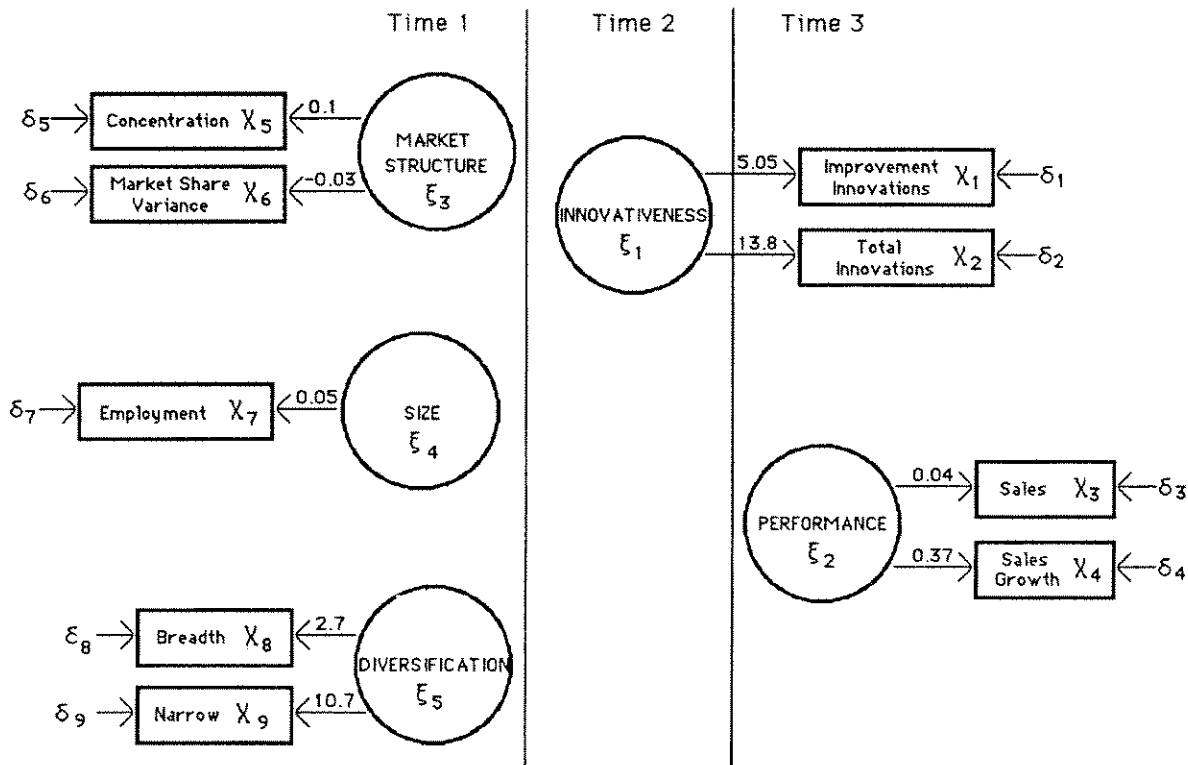 Time 1 Time 2 Time 3
δ5 Concentration X5 0.1
δ6 Market Share Variance X6 -0.03
MARKET
STRUCTURE
ξ3
INNOVATIVENESS
ξ1
5.05 Improvement Innovations X1 δ1
13.8 Total Innovations X2 δ2
δ7 Employment X7 0.05
SIZE
ξ4
PERFORMANCE
ξ2
0.04 Sales X3 δ3
0.37 Sales Growth X4 δ4
δ8 Breadth X8 2.7
δ9 Narrow X9 10.7
DIVERSIFICATION
ξ5